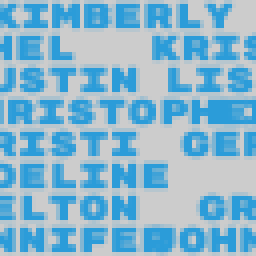 KIMBERLY
HEL KRIS
USTIN LIS
HRISTOPHE
RISTI GER
DELINE
ELTON GR
NNIFE OHN